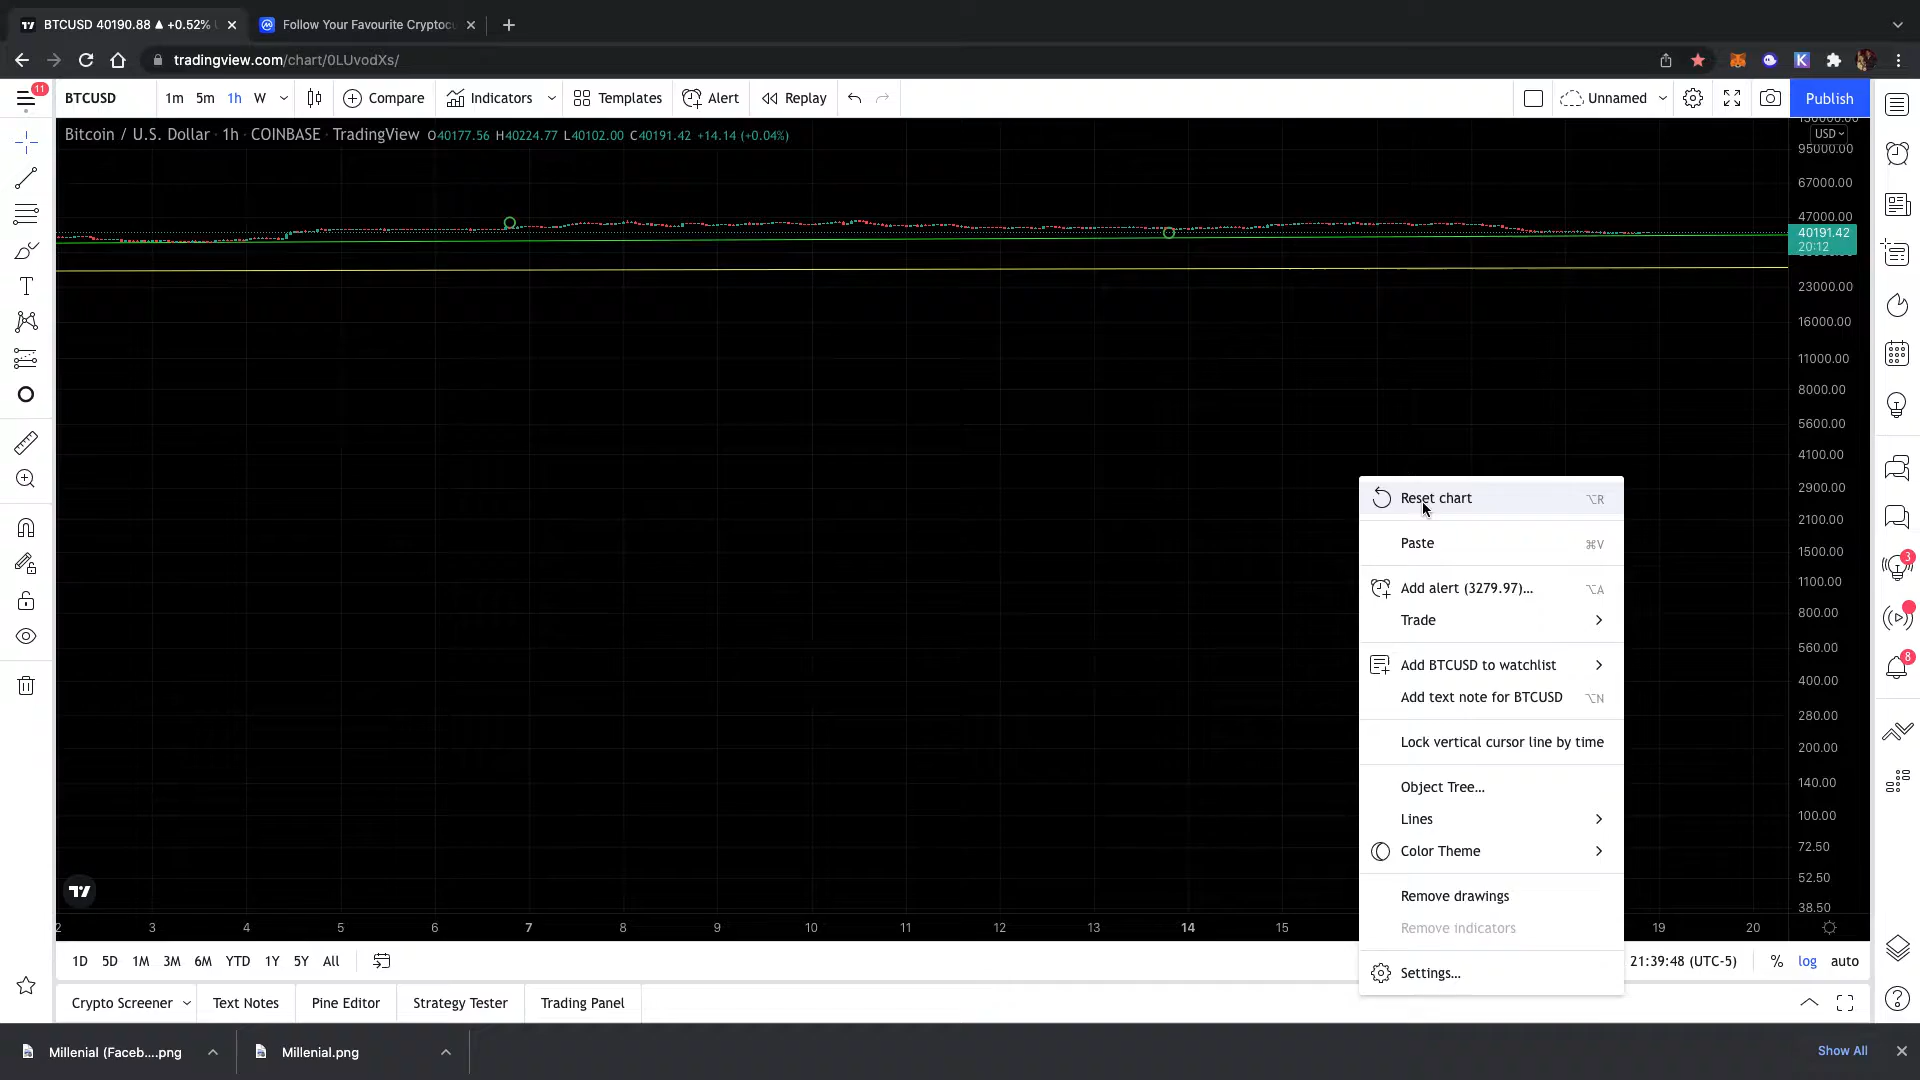 BTCUSD 40190.88 ▲ +0.52%
Follow Your Favourite Cryptocu
tradingview.com/chart/0LUvodXs/
11
BTCUSD
1m 5m 1h W
Compare
Indicators
Templates
Alert
Replay
Unnamed
Publish
Bitcoin / U.S. Dollar · 1h · COINBASE · TradingView O40177.56 H40224.77 L40102.00 C40191.42 +14.14 (+0.04%)
USD
95000.00
67000.00
47000.00
40191.42
20:12
23000.00
16000.00
11000.00
8000.00
5600.00
4100.00
2900.00
2100.00
1500.00
1100.00
800.00
560.00
400.00
280.00
200.00
140.00
100.00
72.50
52.50
38.50
Reset chart ⌥R
Paste ⌘V
Add alert (3279.97)... ⌥A
Trade
Add BTCUSD to watchlist
Add text note for BTCUSD ⌥N
Lock vertical cursor line by time
Object Tree...
Lines
Color Theme
Remove drawings
Remove indicators
Settings...
3
8
2 3 4 5 6 7 8 9 10 11 12 13 14 15 19 20
1D 5D 1M 3M 6M YTD 1Y 5Y All
21:39:48 (UTC-5) % log auto
Crypto Screener Text Notes Pine Editor Strategy Tester Trading Panel
Millenial (Faceb....png
Millenial.png
Show All